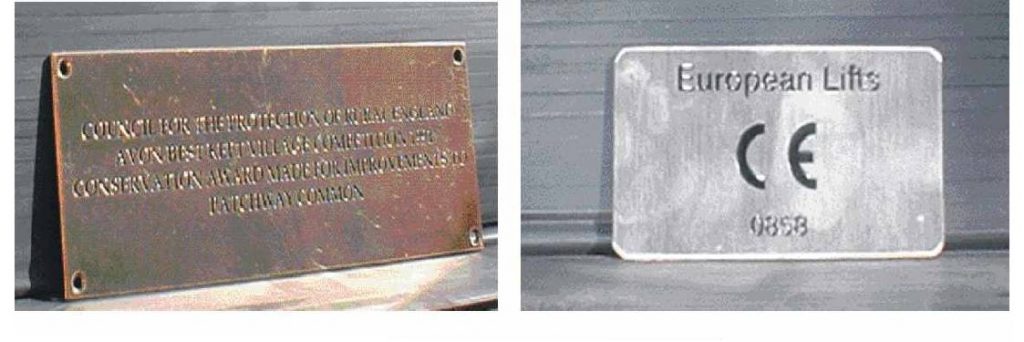 COUNCIL FOR THE PROTECTION OF RURAL ENGLAND
AVON BEST KEPT VILLAGE COMPETITION
CONSERVATION AWARD MADE FOR IMPROVEMENTS TO
PATCHWAY COMMON
European Lifts
CE
0858